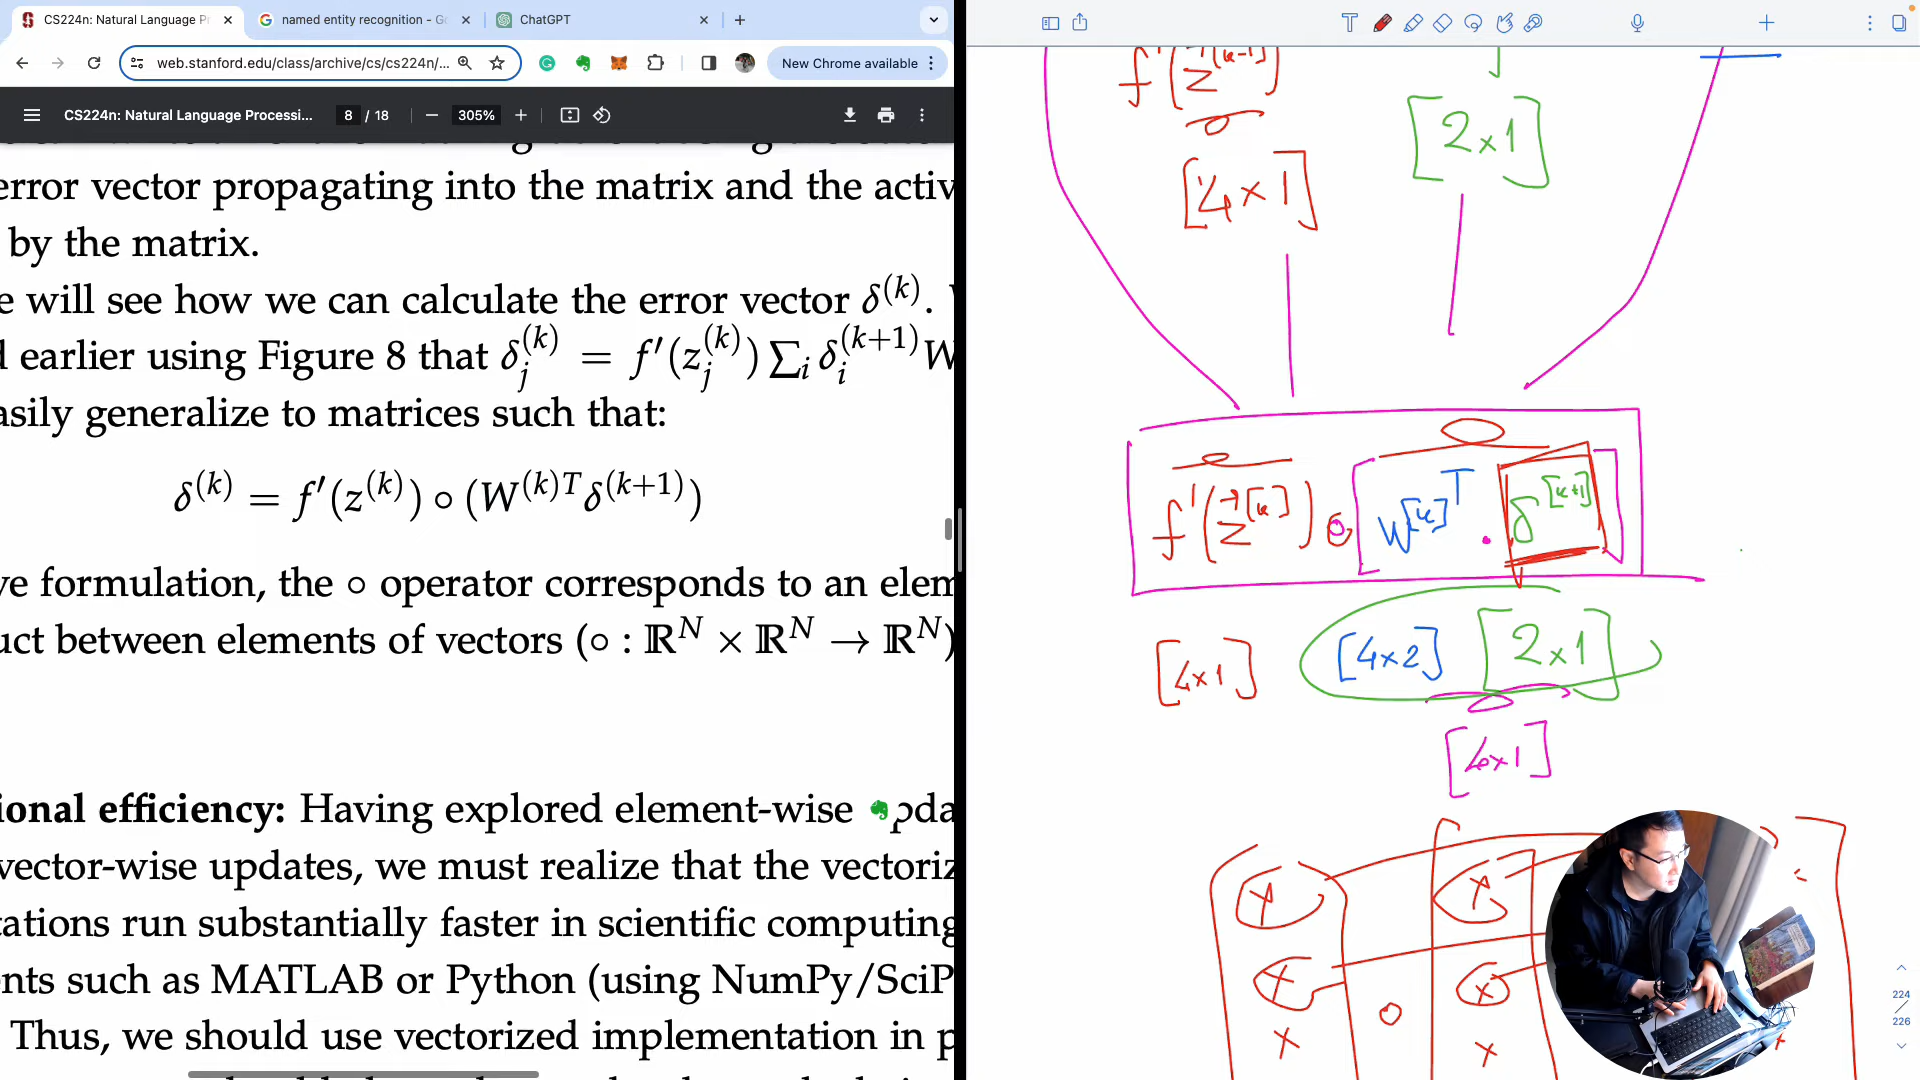 CS224n: Natural Language Pr
named entity recognition - Go
ChatGPT
web.stanford.edu/class/archive/cs/cs224n/...
New Chrome available
CS224n: Natural Language Processi...
8 / 18
305%
error vector propagating into the matrix and the activ
by the matrix.
e will see how we can calculate the error vector δ^(k).
d earlier using Figure 8 that δ_j^(k) = f′(z_j^(k)) ∑_i δ_i^(k+1) W
asily generalize to matrices such that:
δ^(k) = f′(z^(k)) ∘ (W^(k)T δ^(k+1))
ve formulation, the ∘ operator corresponds to an elem
uct between elements of vectors (∘ : ℝ^N × ℝ^N → ℝ^N)
ional efficiency: Having explored element-wise pda
vector-wise updates, we must realize that the vectoriz
tations run substantially faster in scientific computing
nts such as MATLAB or Python (using NumPy/SciP
Thus, we should use vectorized implementation in p
f′(z^[k-1])
[2×1]
[4×1]
f′(z^[k]) ∘ [W^[k]T · δ^[k+1]]
[4×1] [4×2] [2×1]
[4×1]
x x
x ∘ x
x x
224
226